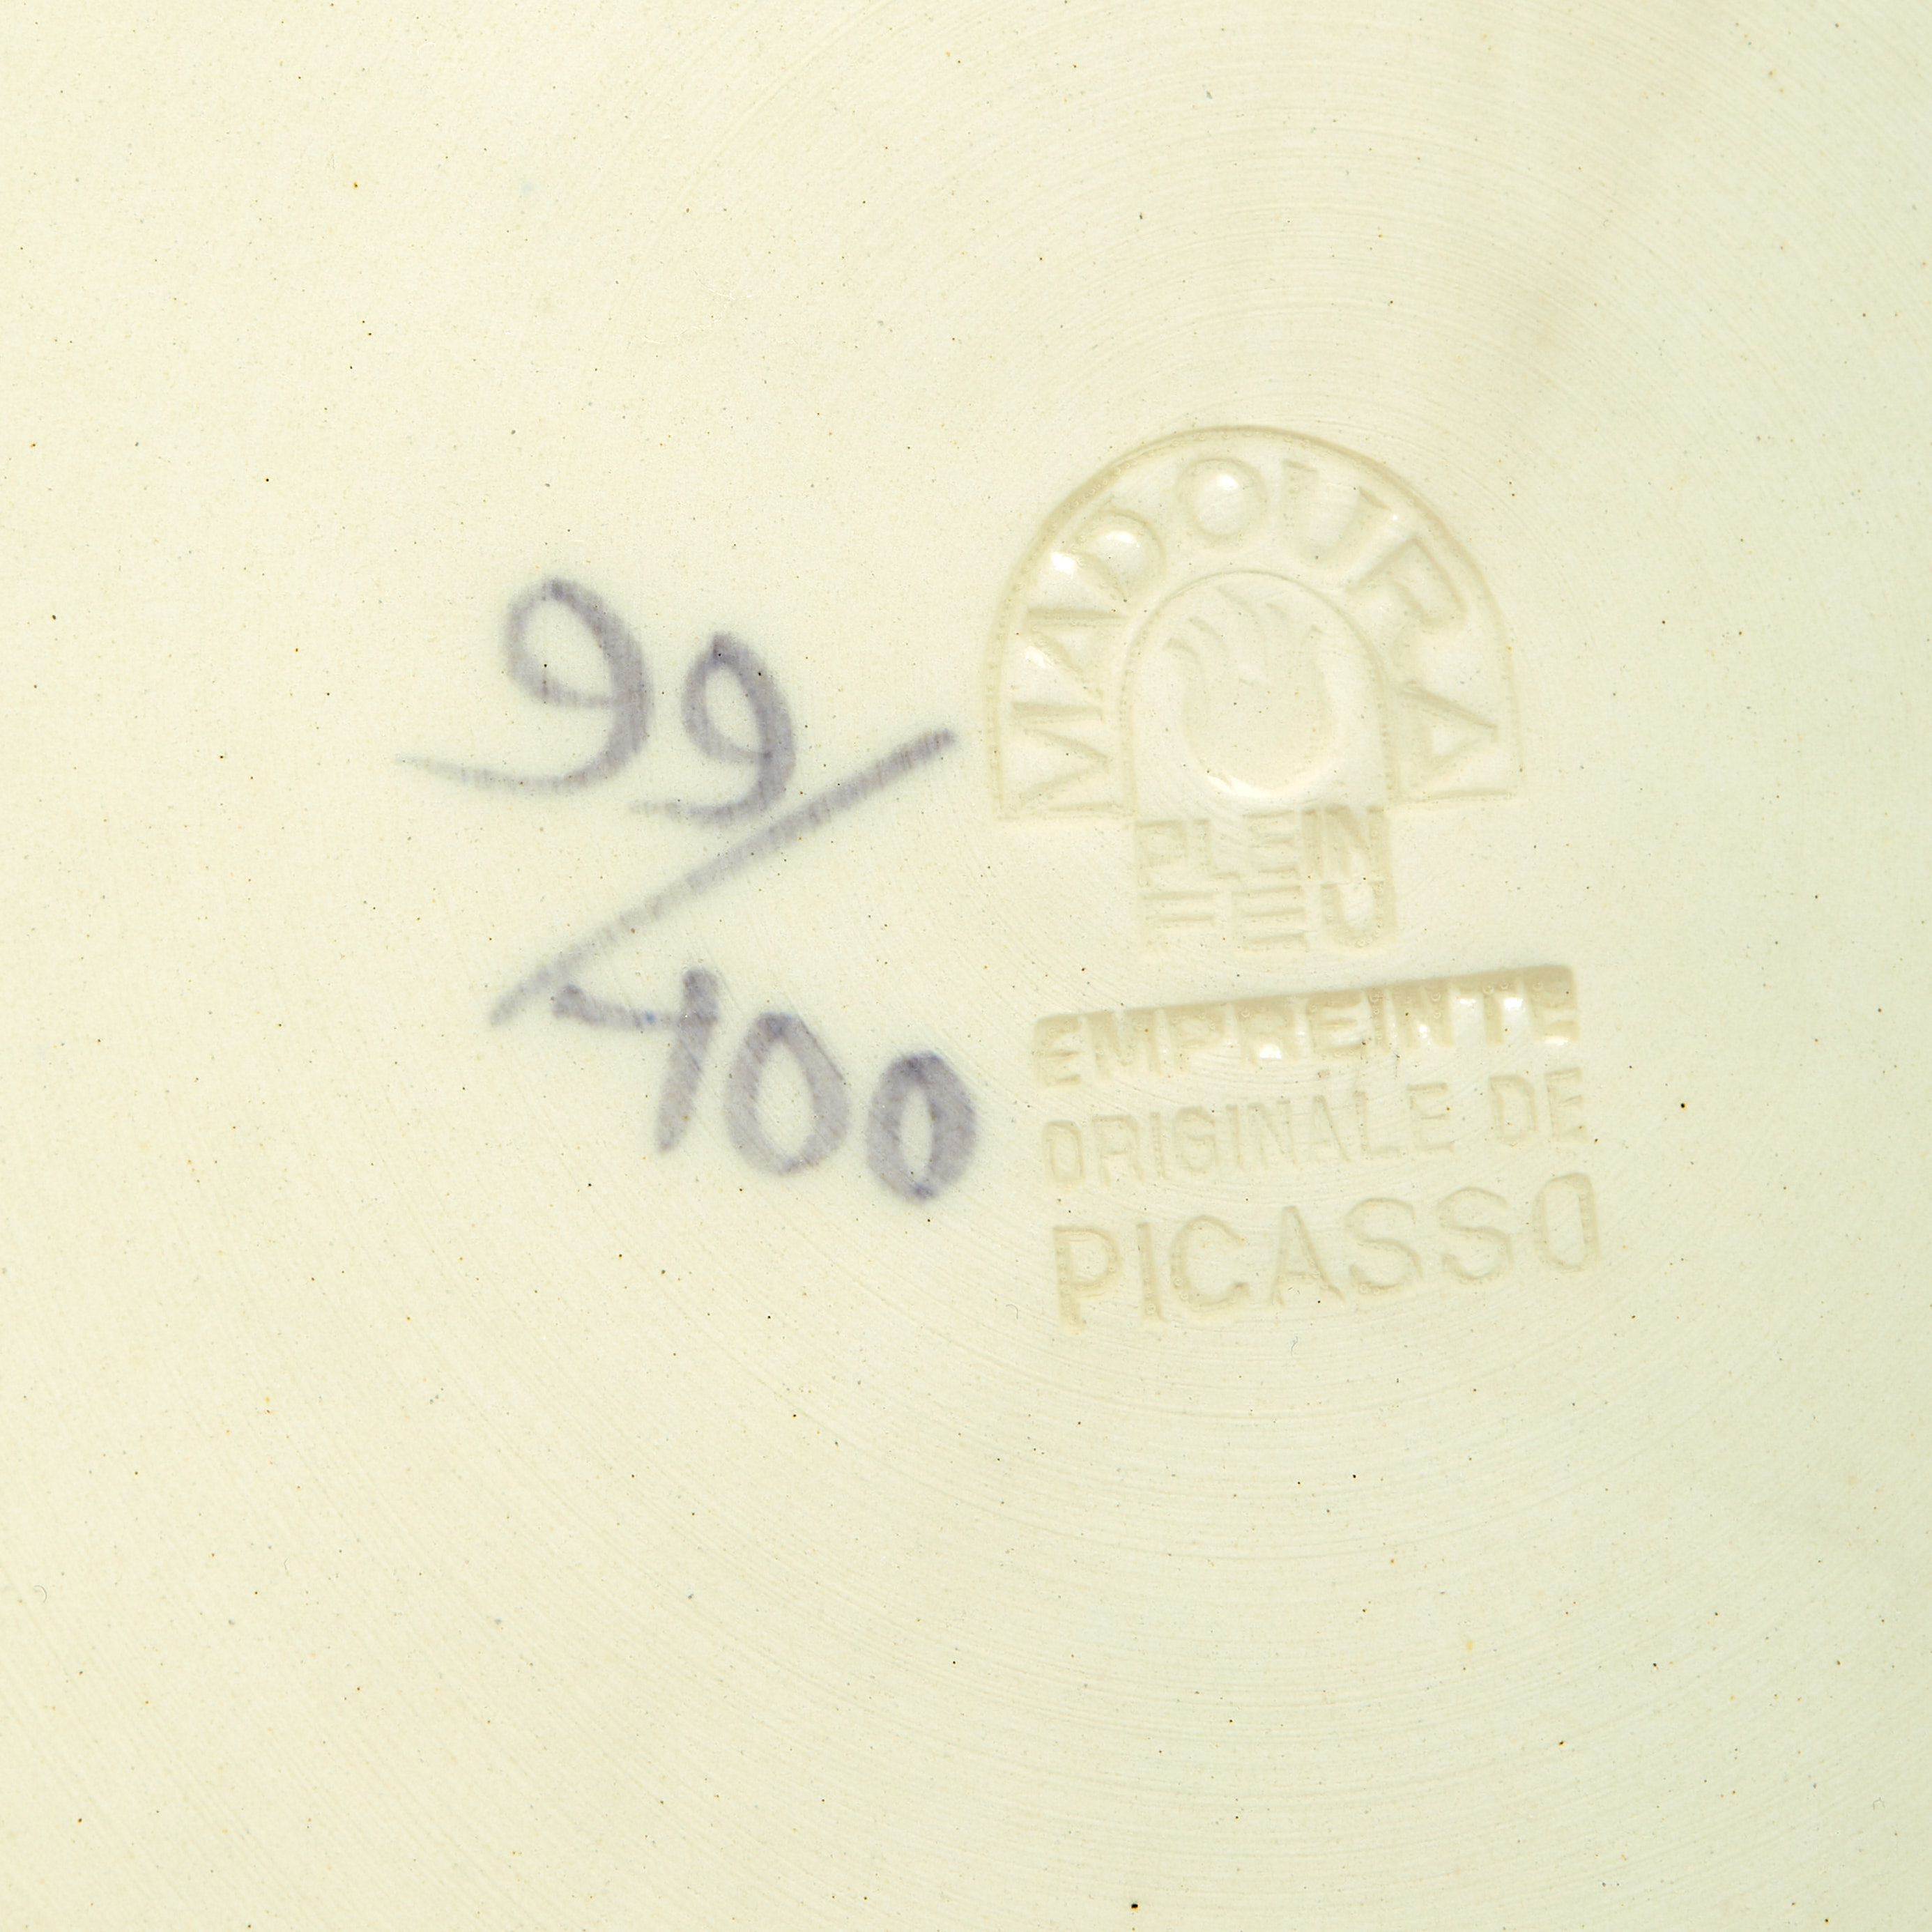 99/
100
MADOURA
PLEIN
FEU
EMPREINTE
ORIGINALE DE
PICASSO